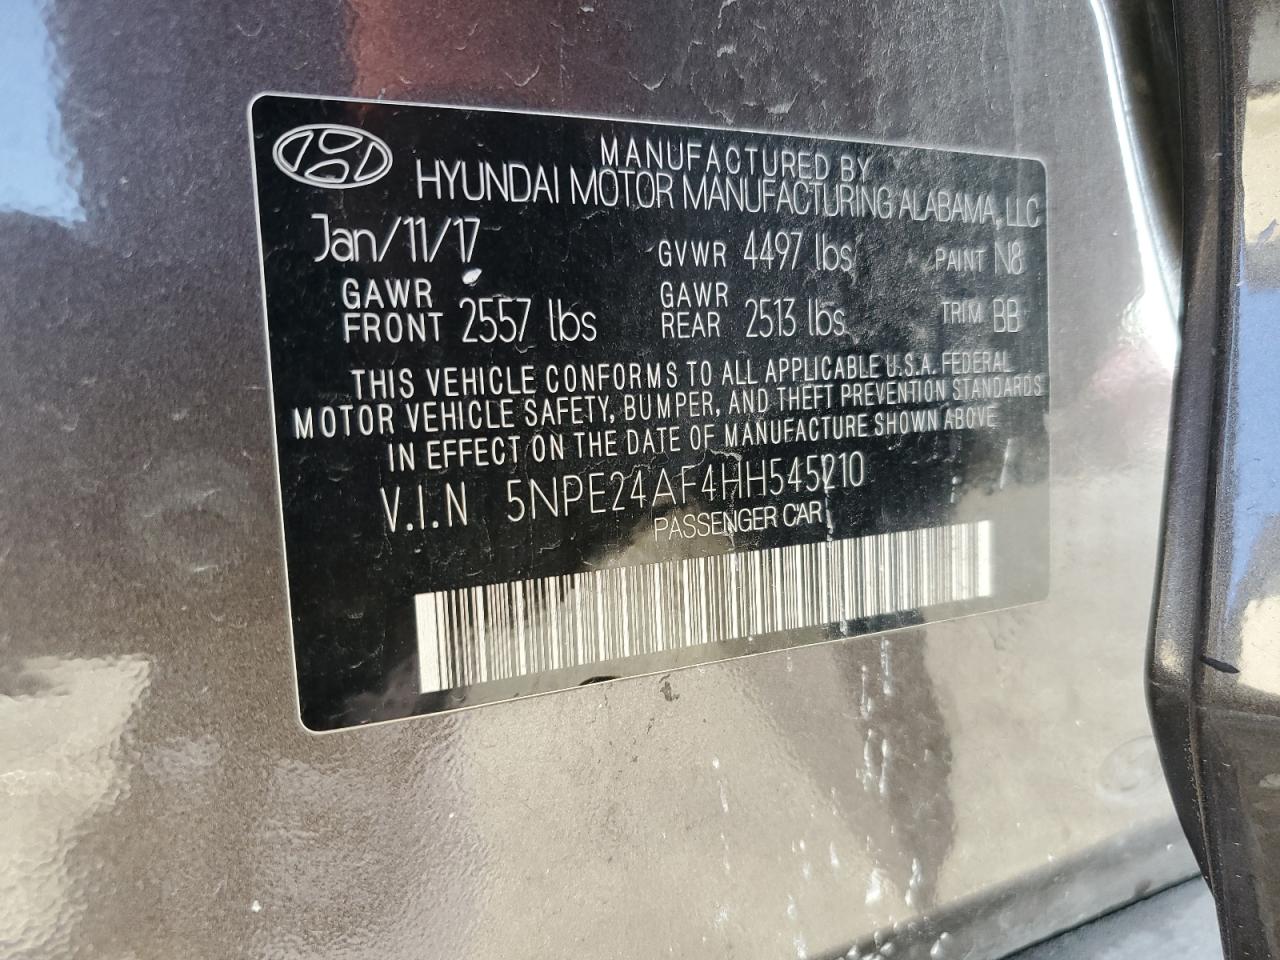 MANUFACTURED BY
HYUNDAI MOTOR MANUFACTURING ALABAMA, LLC
Jan/11/17 GVWR 4497 lbs PAINT N8
GAWR FRONT 2557 lbs GAWR REAR 2513 lbs TRIM BB
THIS VEHICLE CONFORMS TO ALL APPLICABLE U.S.A. FEDERAL
MOTOR VEHICLE SAFETY, BUMPER, AND THEFT PREVENTION STANDARDS
IN EFFECT ON THE DATE OF MANUFACTURE SHOWN ABOVE
V.I.N 5NPE24AF4HH545210
PASSENGER CAR